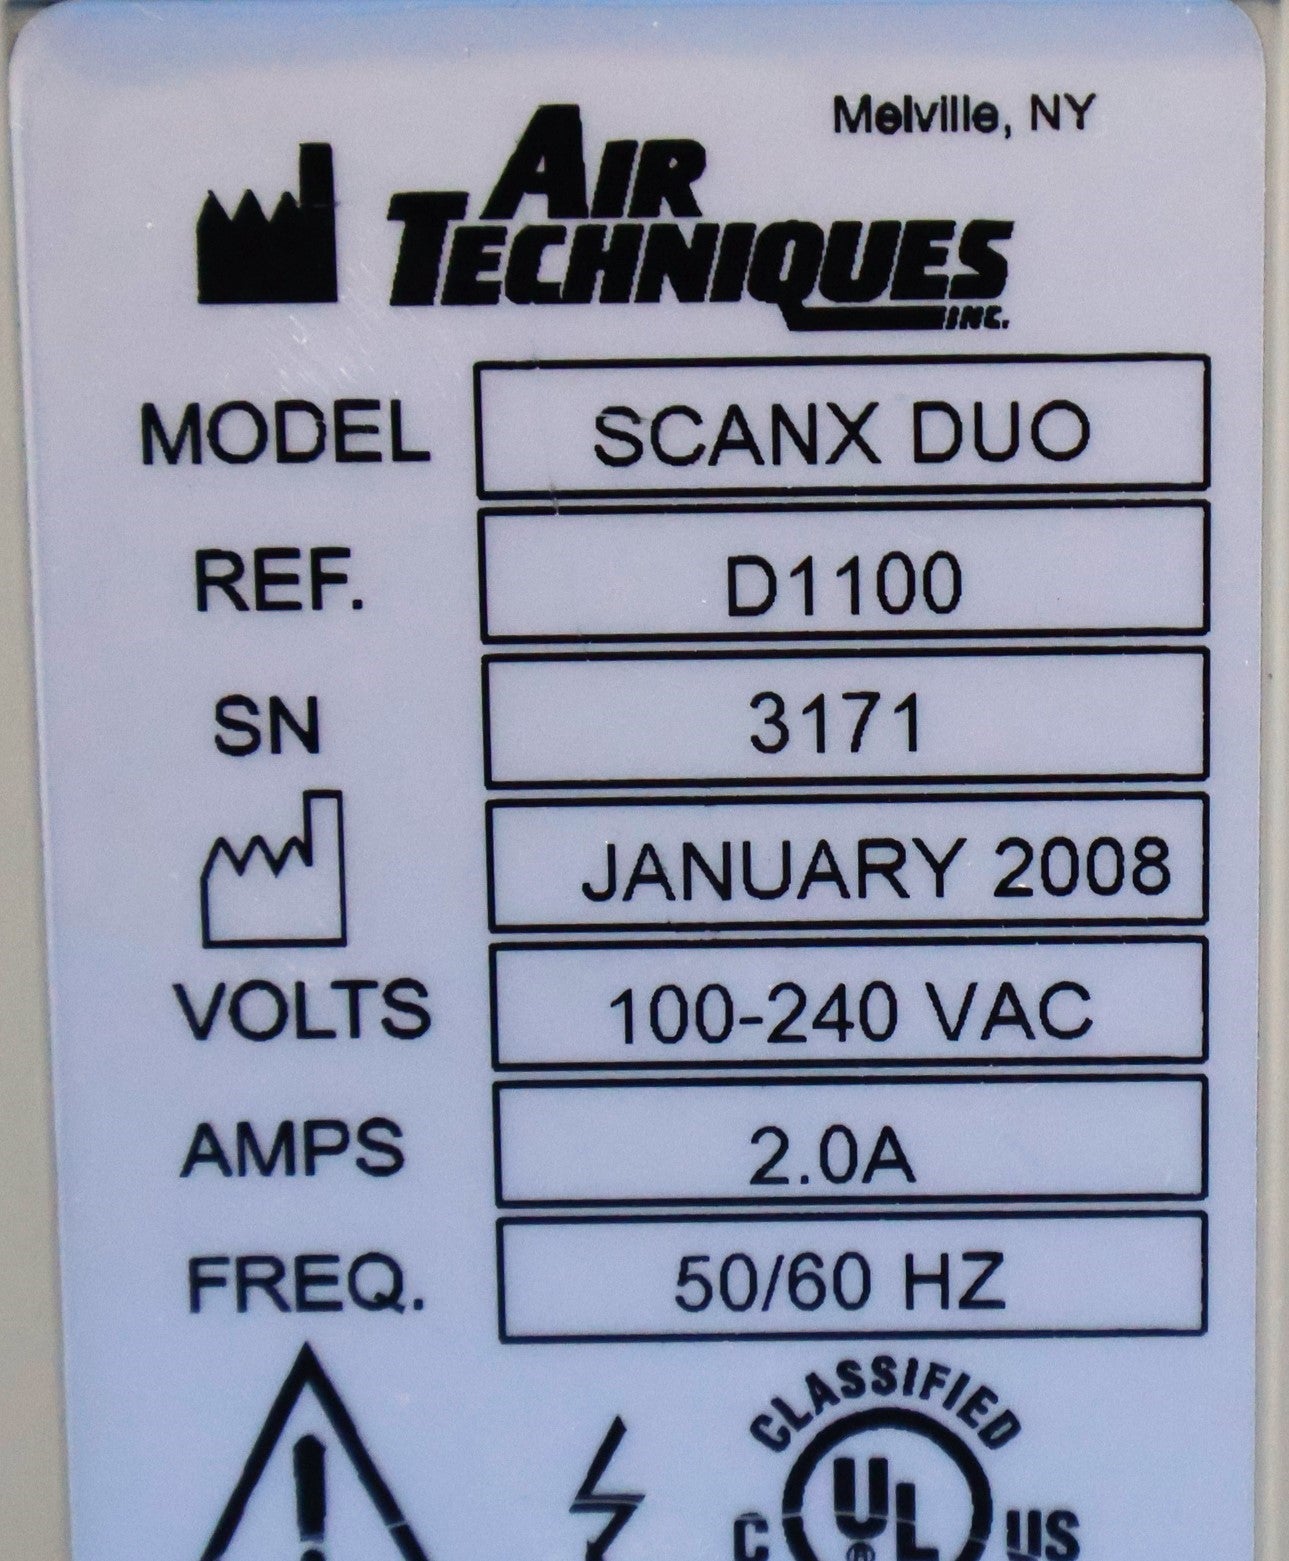 Melville, NY
AIR
TECHNIQUES
INC.
MODEL SCANX DUO
REF. D1100
SN 3171
JANUARY 2008
VOLTS 100-240 VAC
AMPS 2.0A
FREQ. 50/60 HZ
CLASSIFIED
C UL US
®